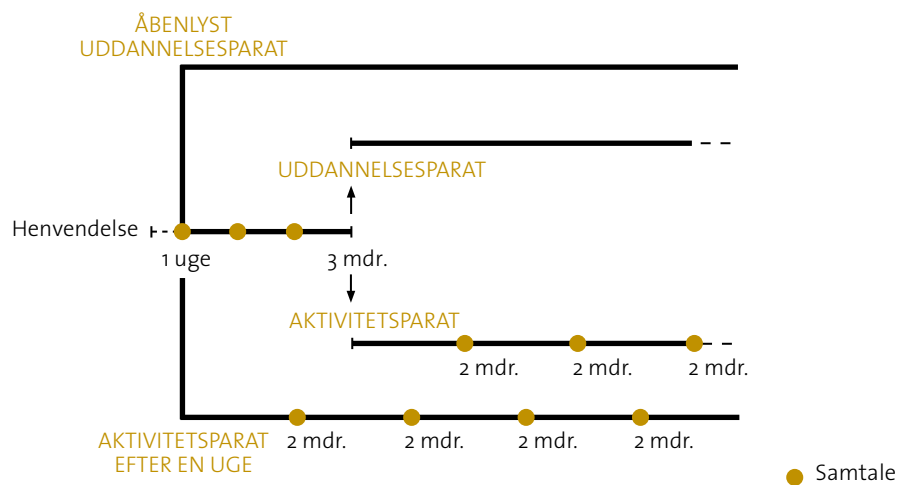 ÅBENLYST
UDDANNELSESPARAT
UDDANNELSESPARAT
Henvendelse
1 uge
3 mdr.
AKTIVITETSPARAT
2 mdr.
2 mdr.
2 mdr.
AKTIVITETSPARAT
EFTER EN UGE
2 mdr.
2 mdr.
2 mdr.
2 mdr.
Samtale